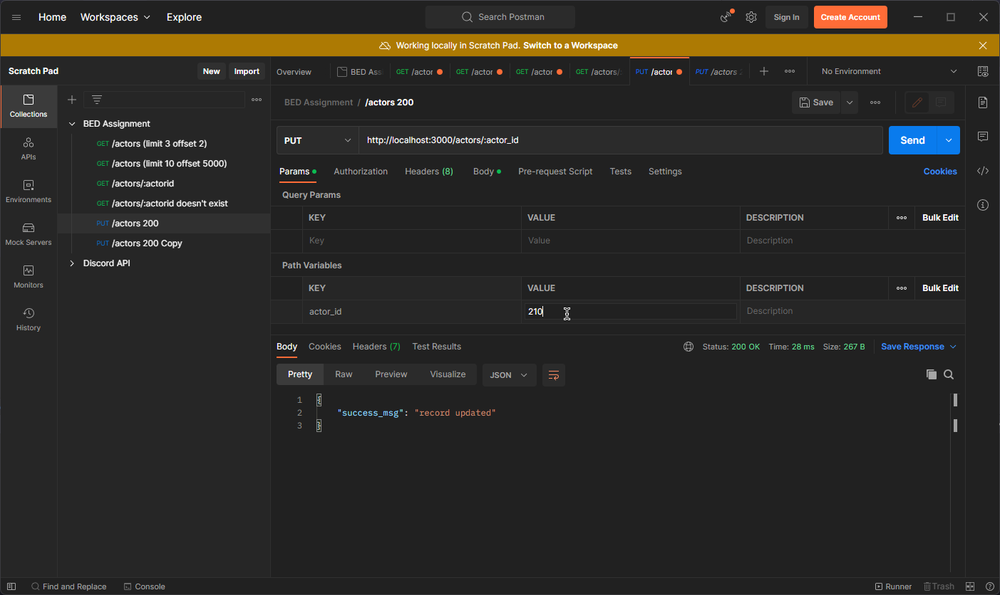 Home Workspaces Explore Search Postman Sign In Create Account
Working locally in Scratch Pad. Switch to a Workspace
Scratch Pad New Import
Overview BED Ass GET /actor GET /actor GET /actor GET /actors/: PUT /actor PUT /actors 2 No Environment
Collections
APIs
Environments
Mock Servers
Monitors
History
BED Assignment
GET /actors (limit 3 offset 2)
GET /actors (limit 10 offset 5000)
GET /actors/:actorid
GET /actors/:actorid doesn't exist
PUT /actors 200
PUT /actors 200 Copy
Discord API
BED Assignment / /actors 200 Save
PUT http://localhost:3000/actors/:actor_id Send
Params Authorization Headers (8) Body Pre-request Script Tests Settings Cookies
Query Params
KEY VALUE DESCRIPTION Bulk Edit
Key Value Description
Path Variables
KEY VALUE DESCRIPTION Bulk Edit
actor_id 210 Description
Body Cookies Headers (7) Test Results Status: 200 OK Time: 28 ms Size: 267 B Save Response
Pretty Raw Preview Visualize JSON
1 {
2 "success_msg": "record updated"
3 }
Find and Replace Console Runner Trash